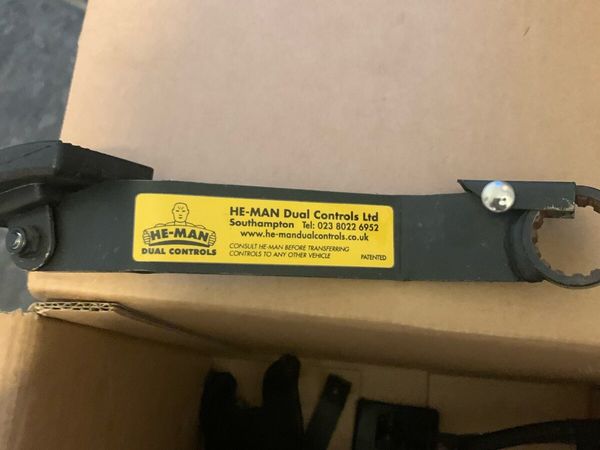 HE-MAN
DUAL CONTROLS
HE-MAN Dual Controls Ltd
Southampton Tel: 023 8022 6952
www.he-mandualcontrols.co.uk
CONSULT HE-MAN BEFORE TRANSFERRING
CONTROLS TO ANY OTHER VEHICLE
PATENTED